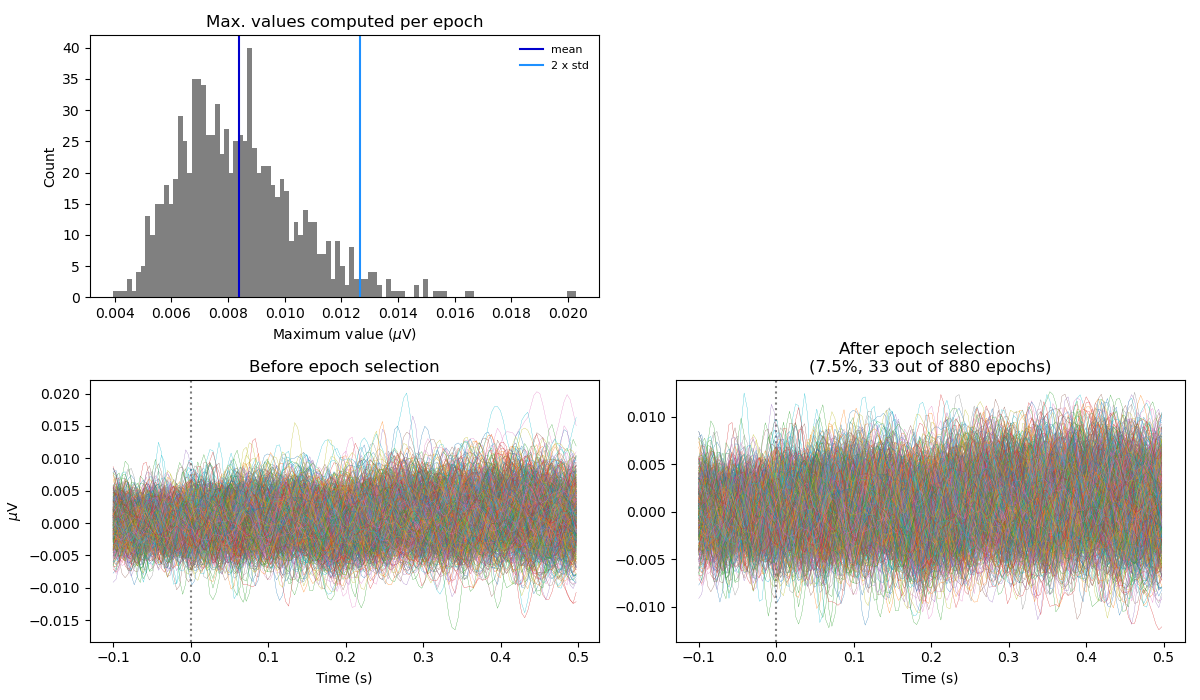 Max. values computed per epoch
mean
2 x std
40
35
30
25
20
15
10
5
0
Count
0.004 0.006 0.008 0.010 0.012 0.014 0.016 0.018 0.020
Maximum value (μV)
Before epoch selection
0.020
0.015
0.010
0.005
0.000
−0.005
−0.010
−0.015
μV
−0.1 0.0 0.1 0.2 0.3 0.4 0.5
Time (s)
After epoch selection
(7.5%, 33 out of 880 epochs)
0.010
0.005
0.000
−0.005
−0.010
−0.1 0.0 0.1 0.2 0.3 0.4 0.5
Time (s)